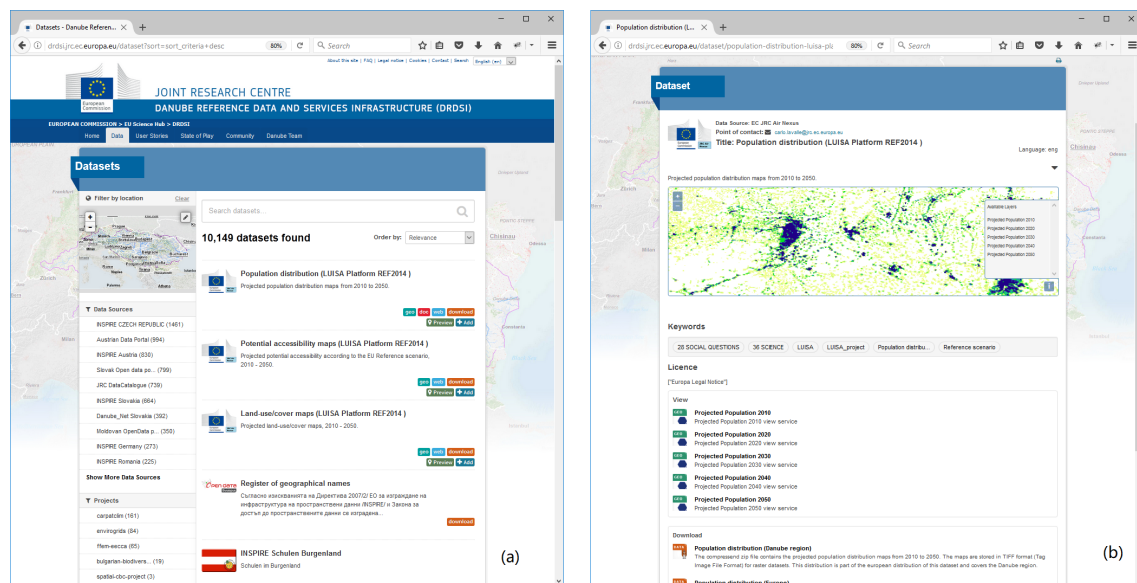 Datasets - Danube Referen...
drdsi.jrc.ec.europa.eu/dataset?sort=sort_criteria+desc
80%
Search
About this site | FAQ | Legal notice | Cookies | Contact | Search English (en)
European
Commission
JOINT RESEARCH CENTRE
DANUBE REFERENCE DATA AND SERVICES INFRASTRUCTURE (DRDSI)
EUROPEAN COMMISSION > EU Science Hub > DRDSI
Home Data User Stories State of Play Community Danube Team
Datasets
Filter by location Clear
Search datasets...
10,149 datasets found
Order by: Relevance
Population distribution (LUISA Platform REF2014 )
Projected population distribution maps from 2010 to 2050.
geo doc web download
Preview Add
Potential accessibility maps (LUISA Platform REF2014 )
Projected potential accessibility according to the EU Reference scenario,
2010 - 2050.
geo web download
Preview Add
Land-use/cover maps (LUISA Platform REF2014 )
Projected land-use/cover maps, 2010 - 2050.
geo web download
Preview Add
Register of geographical names
Съгласно изискванията на Директива 2007/2/ ЕО за изграждане на
инфраструктура на пространствени данни /INSPIRE/ и Закона за
достъп до пространствените данни се изградена...
download
INSPIRE Schulen Burgenland
Schulen im Burgenland
Data Sources
INSPIRE CZECH REPUBLIC (1461)
Austrian Data Portal (994)
INSPIRE Austria (830)
Slovak Open data po... (799)
JRC DataCatalogue (739)
INSPIRE Slovakia (664)
Danube_Net Slovakia (392)
Moldovan OpenData p... (350)
INSPIRE Germany (273)
INSPIRE Romania (225)
Show More Data Sources
Projects
carpatclim (161)
envirogrids (84)
ffem-eecca (65)
bulgarian-biodivers... (19)
spatial-cbc-project (3)
(a)
Population distribution (L...
drdsi.jrc.ec.europa.eu/dataset/population-distribution-luisa-pla
80%
Search
Dataset
Data Source: EC JRC Air Nexus
Point of contact: carlo.lavalle@jrc.ec.europa.eu
Title: Population distribution (LUISA Platform REF2014 )
Language: eng
Projected population distribution maps from 2010 to 2050.
Available Layers
Projected Population 2010
Projected Population 2020
Projected Population 2030
Projected Population 2040
Projected Population 2050
Keywords
28 SOCIAL QUESTIONS 36 SCIENCE LUISA LUISA_project Population distribu... Reference scenario
Licence
["Europa Legal Notice"]
View
Projected Population 2010
Projected Population 2010 view service
Projected Population 2020
Projected Population 2020 view service
Projected Population 2030
Projected Population 2030 view service
Projected Population 2040
Projected Population 2040 view service
Projected Population 2050
Projected Population 2050 view service
Download
Population distribution (Danube region)
The compressend zip file contains the projected population distribution maps from 2010 to 2050. The maps are stored in TIFF format (Tag
Image File Format) for raster datasets. This distribution is part of the european distribution of this dataset and covers the Danube region.
Population distribution (Europe)
(b)